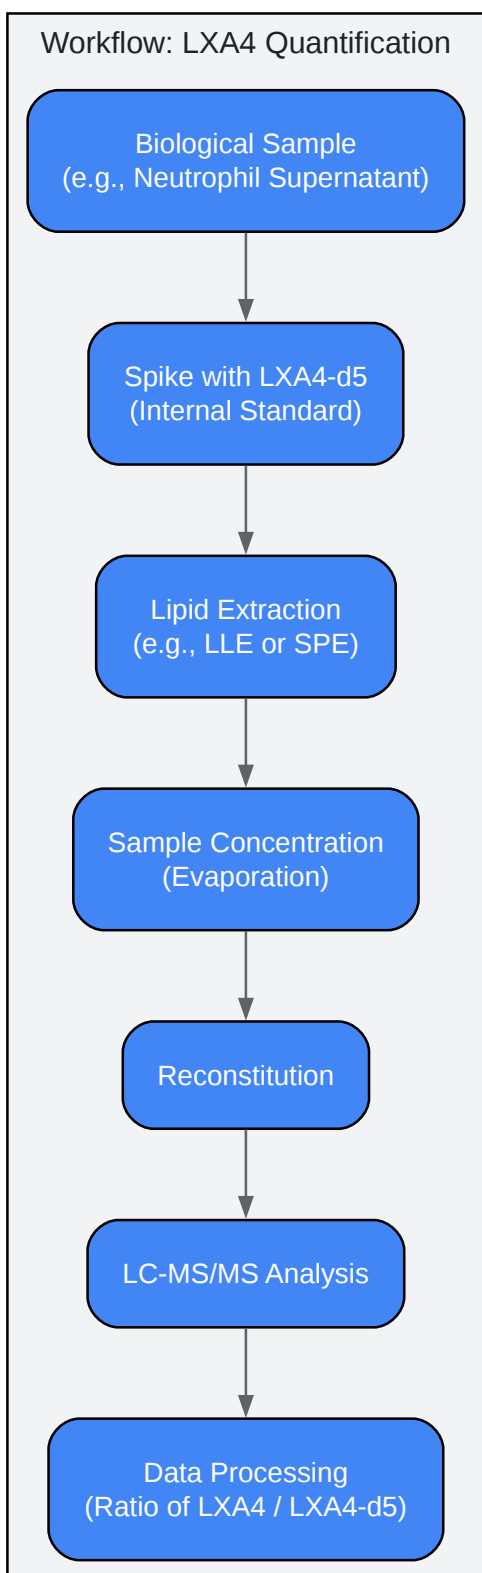 Workflow: LXA4 Quantification
Biological Sample
(e.g., Neutrophil Supernatant)
Spike with LXA4-d5
(Internal Standard)
Lipid Extraction
(e.g., LLE or SPE)
Sample Concentration
(Evaporation)
Reconstitution
LC-MS/MS Analysis
Data Processing
(Ratio of LXA4 / LXA4-d5)